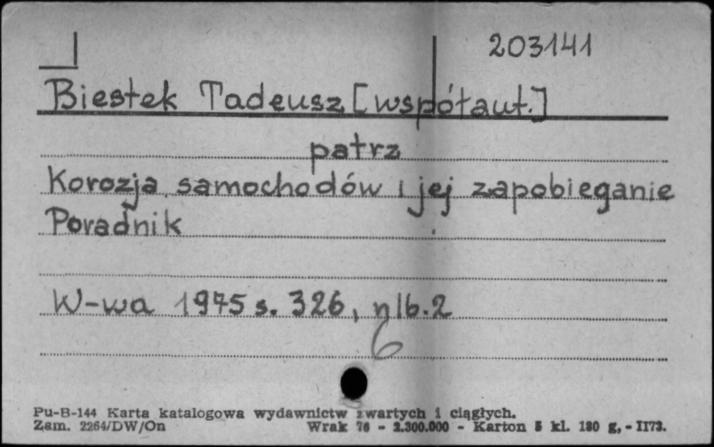 203141
Biestek Tadeusz [współaut.]
patrz
Korozja samochodów i jej zapobieganie
Poradnik
W-wa 1975 s. 326, nlb. 2
6
Pu-B-144 Karta katalogowa wydawnictw zwartych i ciągłych.
Zam. 2264/DW/On Wrak 76 - 2.300.000 - Karton 5 kl. 180 g, - II73.